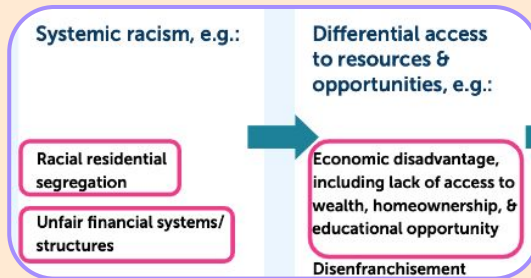 Systemic racism, e.g.:
Racial residential
segregation
Unfair financial systems/
structures
Differential access
to resources &
opportunities, e.g.:
Economic disadvantage,
including lack of access to
wealth, homeownership, &
educational opportunity
Disenfranchisement